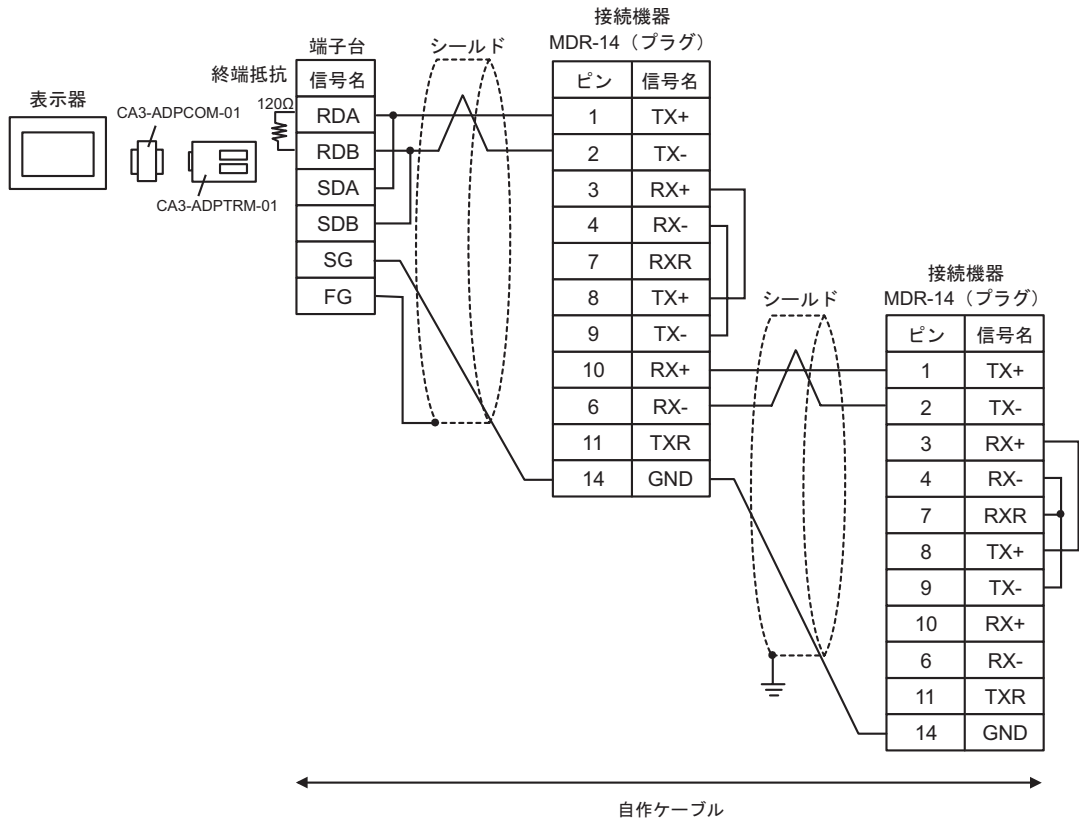 表示器
CA3-ADPCOM-01
CA3-ADPTRM-01
終端抵抗
120Ω
端子台
信号名
RDA
RDB
SDA
SDB
SG
FG
シールド
接続機器
MDR-14（プラグ）
ピン 信号名
1 TX+
2 TX-
3 RX+
4 RX-
7 RXR
8 TX+
9 TX-
10 RX+
6 RX-
11 TXR
14 GND
シールド
接続機器
MDR-14（プラグ）
ピン 信号名
1 TX+
2 TX-
3 RX+
4 RX-
7 RXR
8 TX+
9 TX-
10 RX+
6 RX-
11 TXR
14 GND
自作ケーブル